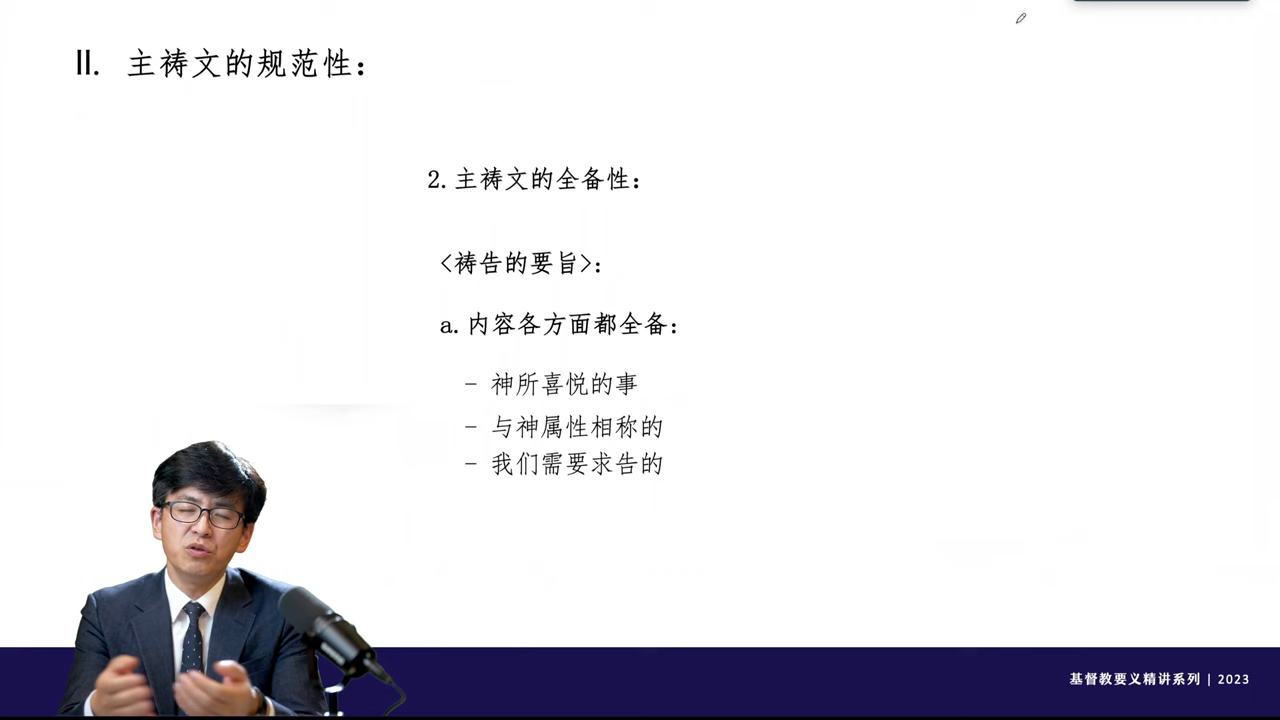 II. 主祷文的规范性：
2.主祷文的全备性：
<祷告的要旨>：
a.内容各方面都全备：
– 神所喜悦的事
– 与神属性相称的
– 我们需要求告的
基督教要义精讲系列 | 2023